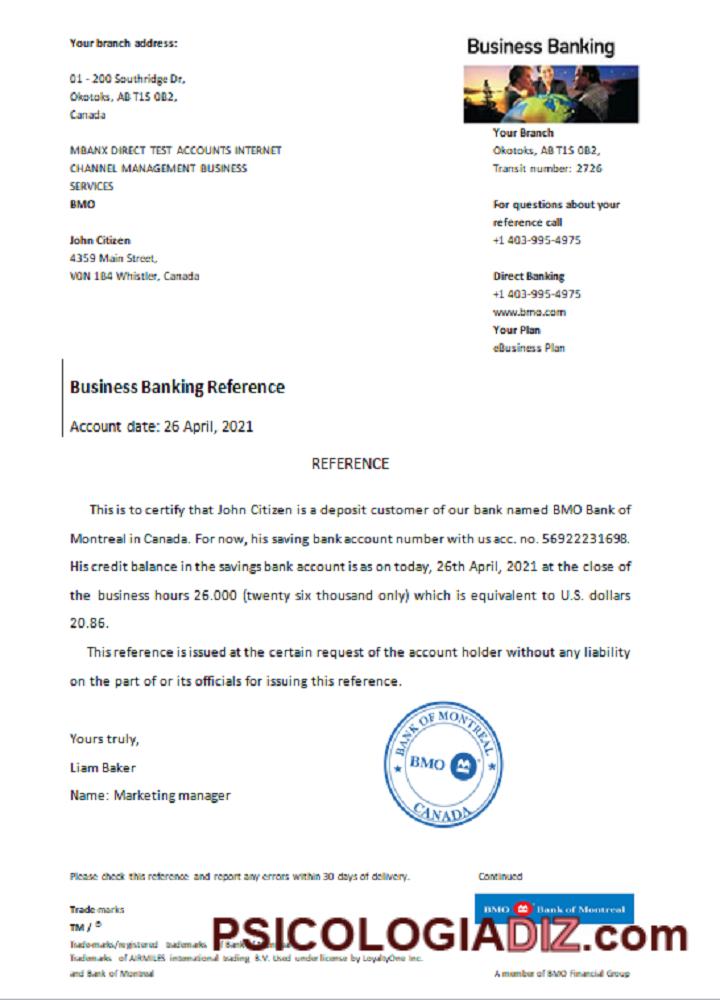 Your branch address:
01 - 200 Southridge Dr,
Okotoks, AB T1S 0B2,
Canada
MBANX DIRECT TEST ACCOUNTS INTERNET
CHANNEL MANAGEMENT BUSINESS
SERVICES
BMO
John Citizen
4359 Main Street,
V0N 1B4 Whistler, Canada
Business Banking
Your Branch
Okotoks, AB T1S 0B2,
Transit number: 2726
For questions about your
reference call
+1 403-995-4975
Direct Banking
+1 403-995-4975
www.bmo.com
Your Plan
eBusiness Plan
Business Banking Reference
Account date: 26 April, 2021
REFERENCE
This is to certify that John Citizen is a deposit customer of our bank named BMO Bank of
Montreal in Canada. For now, his saving bank account number with us acc. no. 56922231698.
His credit balance in the savings bank account is as on today, 26th April, 2021 at the close of
the business hours 26.000 (twenty six thousand only) which is equivalent to U.S. dollars
20.86.
This reference is issued at the certain request of the account holder without any liability
on the part of or its officials for issuing this reference.
Yours truly,
Liam Baker
Name: Marketing manager
BANK OF MONTREAL
BMO
CANADA
Please check this reference and report any errors within 30 days of delivery.
Continued
Trade-marks
TM / ®
BMO Bank of Montreal
PSICOLOGIADIZ.com
Trade-marks/registered trademarks
Trademarks of AIRMILES international trading B.V. Used under license by LoyaltyOne Inc.
and Bank of Montreal
A member of BMO Financial Group